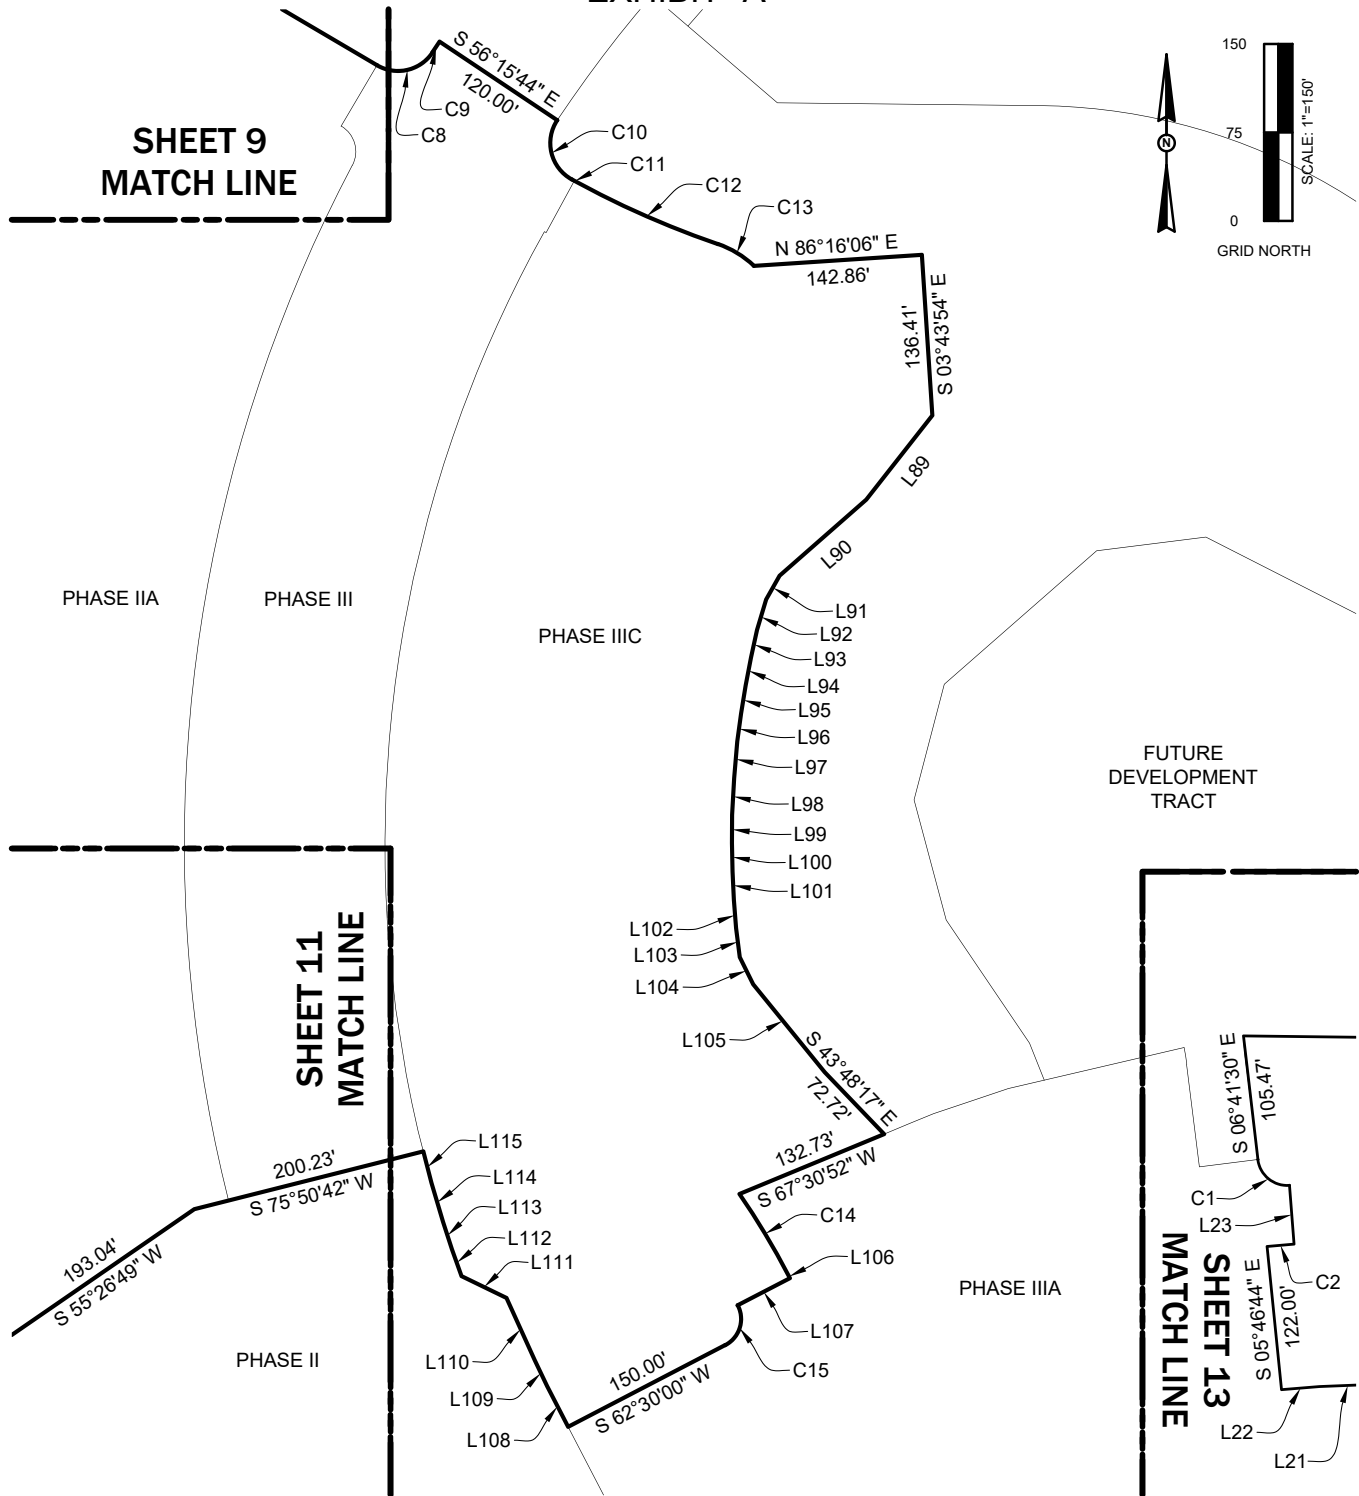 EXHIBIT "A"
S 56°15'44" E
120.00'
C9
C8
C10
C11
C12
C13
SHEET 9
MATCH LINE
150
75
0
SCALE: 1"=150'
N
GRID NORTH
N 86°16'06" E
142.86'
136.41'
S 03°43'54" E
L89
L90
PHASE IIA
PHASE III
PHASE IIIC
L91
L92
L93
L94
L95
L96
L97
L98
L99
L100
L101
L102
L103
L104
L105
FUTURE
DEVELOPMENT
TRACT
SHEET 11
MATCH LINE
S 43°48'17" E
72.72'
132.73'
S 67°30'52" W
S 06°41'30" E
105.47'
C1
L23
C2
S 05°46'44" E
122.00'
L22
L21
SHEET 13
MATCH LINE
L115
L114
L113
L112
L111
200.23'
S 75°50'42" W
193.04'
S 55°26'49" W
C14
L106
L107
C15
PHASE IIIA
PHASE II
L110
L109
L108
150.00'
S 62°30'00" W